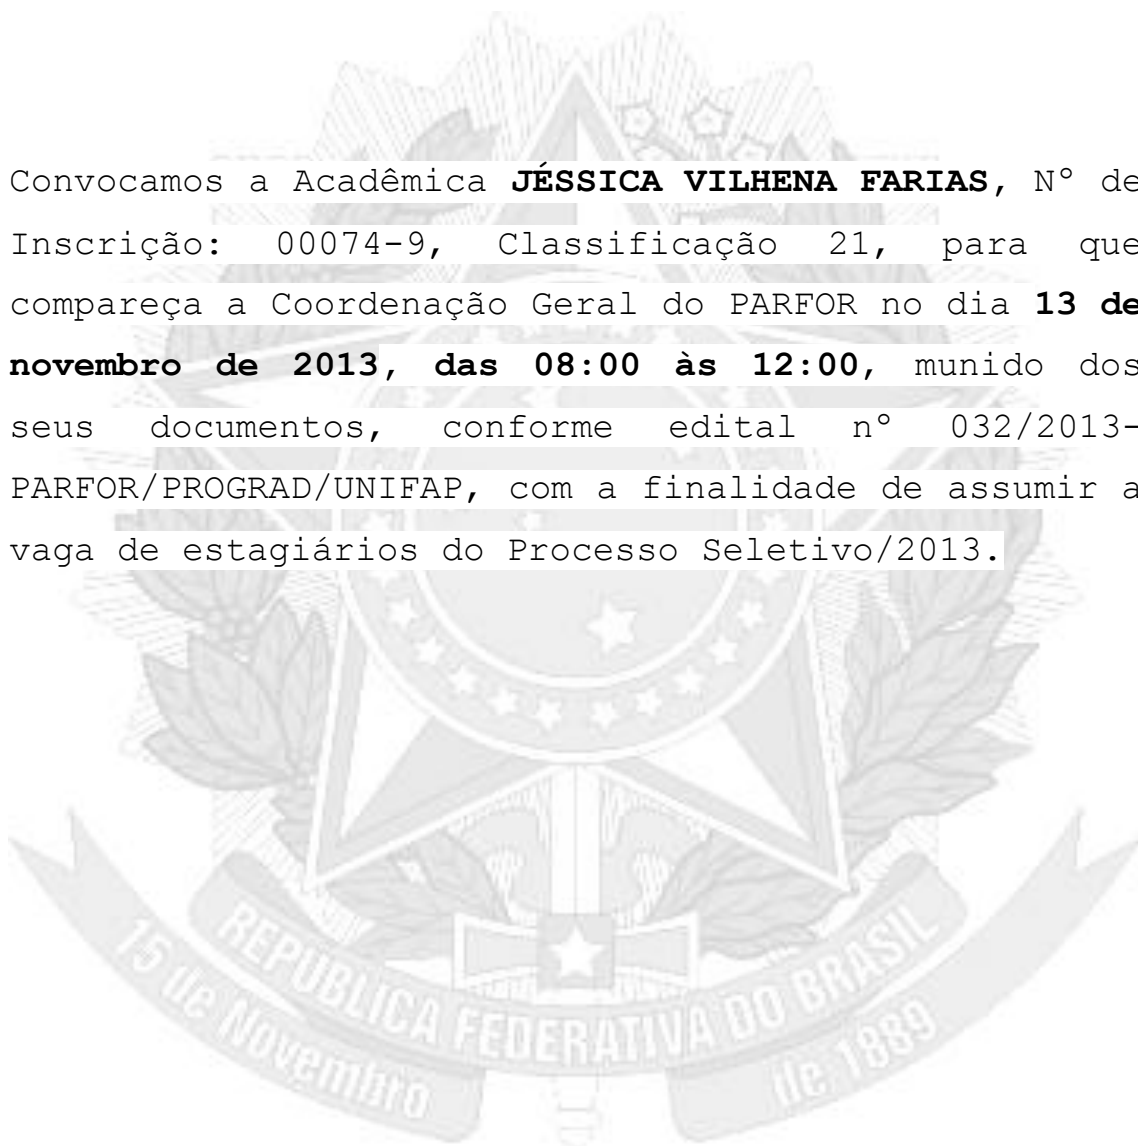 Convocamos a Acadêmica JÉSSICA VILHENA FARIAS, Nº de
Inscrição: 00074-9, Classificação 21, para que
compareça a Coordenação Geral do PARFOR no dia 13 de
novembro de 2013, das 08:00 às 12:00, munido dos
seus documentos, conforme edital nº 032/2013-
PARFOR/PROGRAD/UNIFAP, com a finalidade de assumir a
vaga de estagiários do Processo Seletivo/2013.
REPÚBLICA FEDERATIVA DO BRASIL
15 de Novembro de 1889